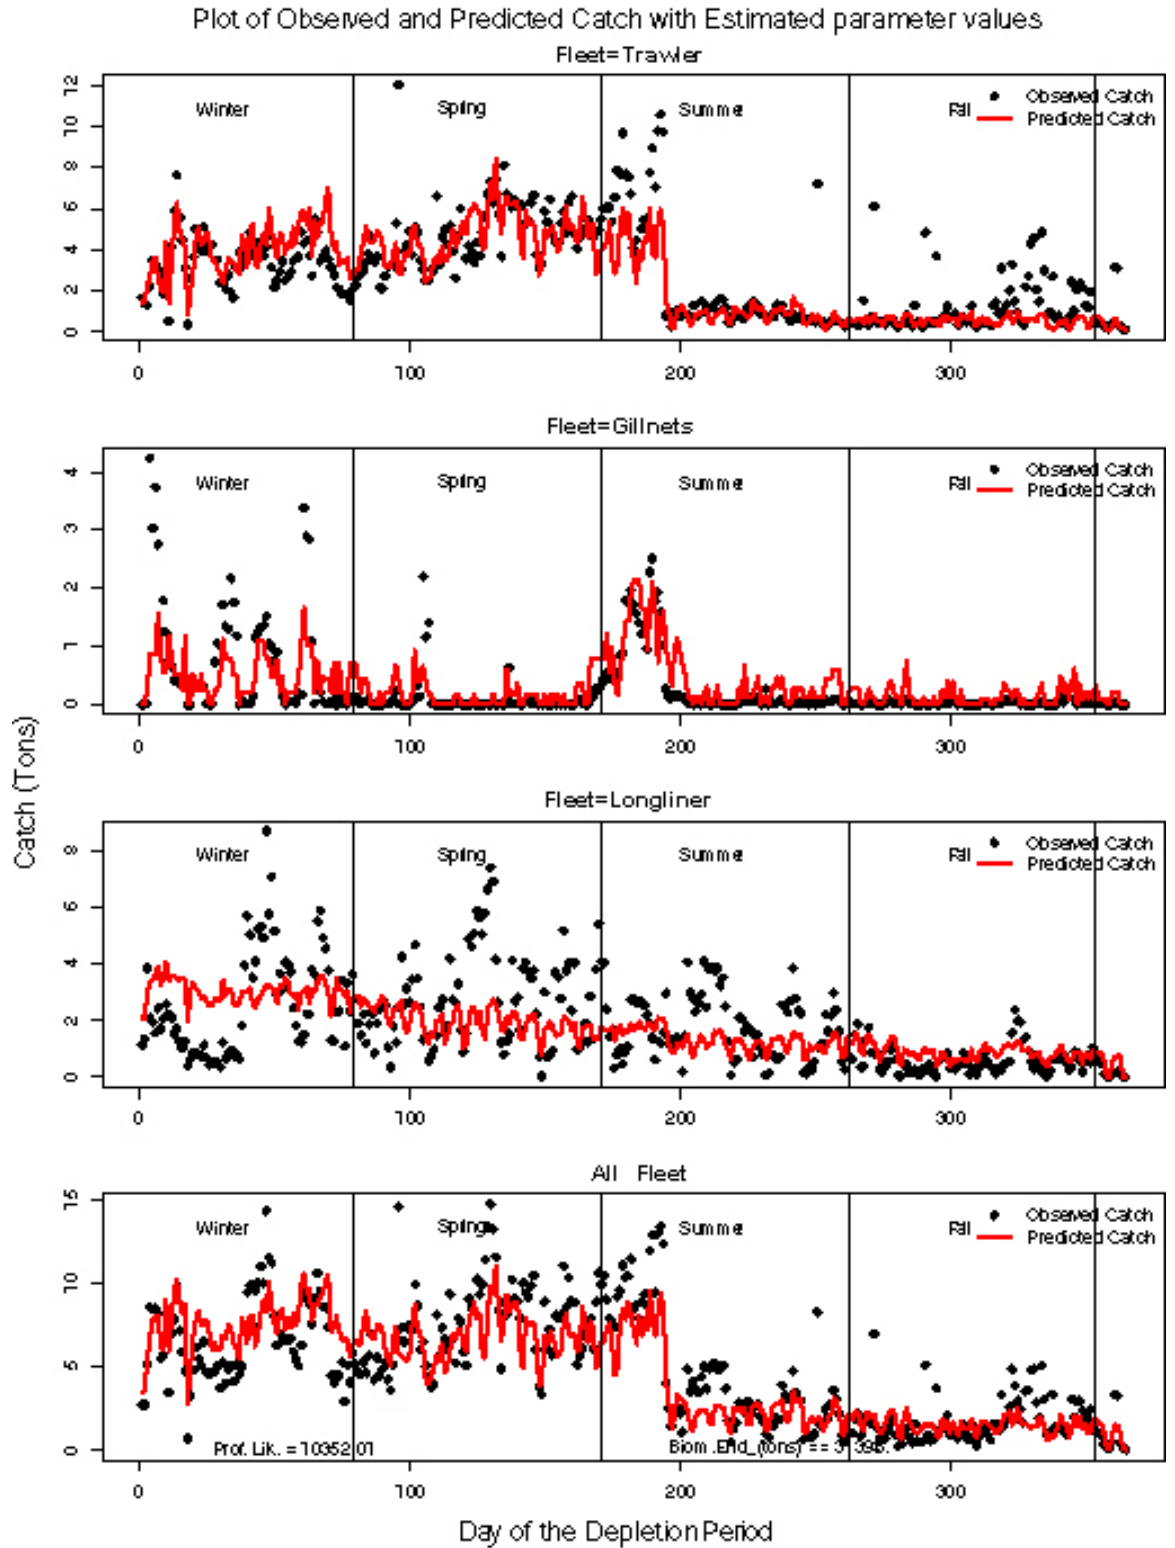 Plot of Observed and Predicted Catch with Estimated parameter values
Fleet=Trawler
12
10
8
6
4
2
0
Winter
Spring
Summe
Fall
Observed Catch
Predicted Catch
0 100 200 300
Fleet=Gillnets
4
3
2
1
0
Winter
Spring
Summe
Fall
Observed Catch
Predicted Catch
0 100 200 300
Catch (Tons)
Fleet=Longliner
8
6
4
2
0
Winter
Spring
Summe
Fall
Observed Catch
Predicted Catch
0 100 200 300
All Fleet
15
10
5
0
Winter
Spring
Summe
Fall
Observed Catch
Predicted Catch
Prof. Lik. = 10352.01
Biom.End_(tons) ==
0 100 200 300
Day of the Depletion Period